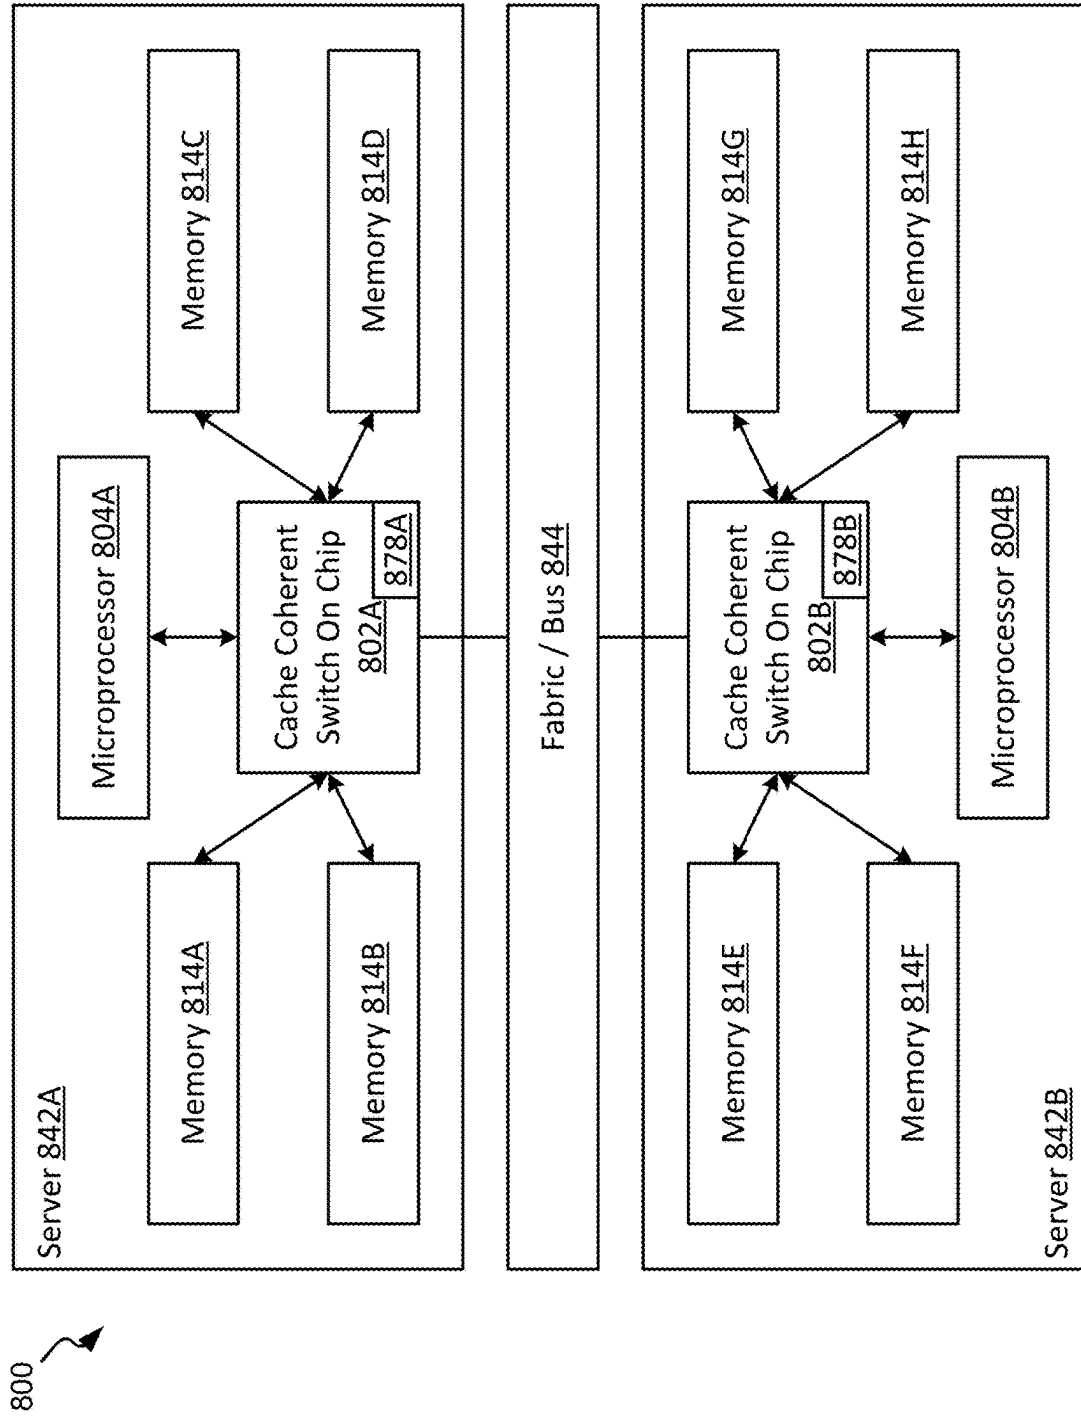 800
Server 842A
Microprocessor 804A
Memory 814A
Memory 814C
Cache Coherent
Switch On Chip
802A
878A
Memory 814B
Memory 814D
Fabric / Bus 844
Memory 814E
Memory 814G
Cache Coherent
Switch On Chip
802B
878B
Memory 814F
Memory 814H
Microprocessor 804B
Server 842B